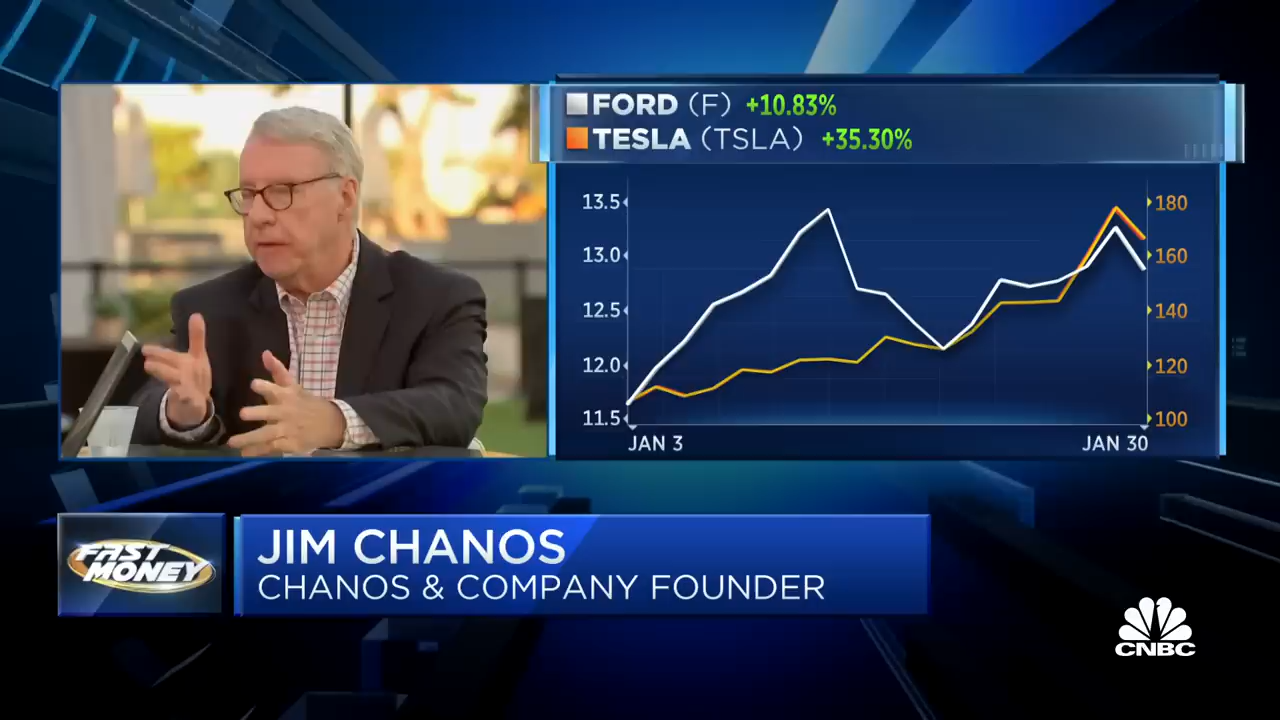 FORD (F) +10.83%
TESLA (TSLA) +35.30%
13.5
13.0
12.5
12.0
11.5
180
160
140
120
100
JAN 3 JAN 30
FAST
MONEY
JIM CHANOS
CHANOS & COMPANY FOUNDER
CNBC